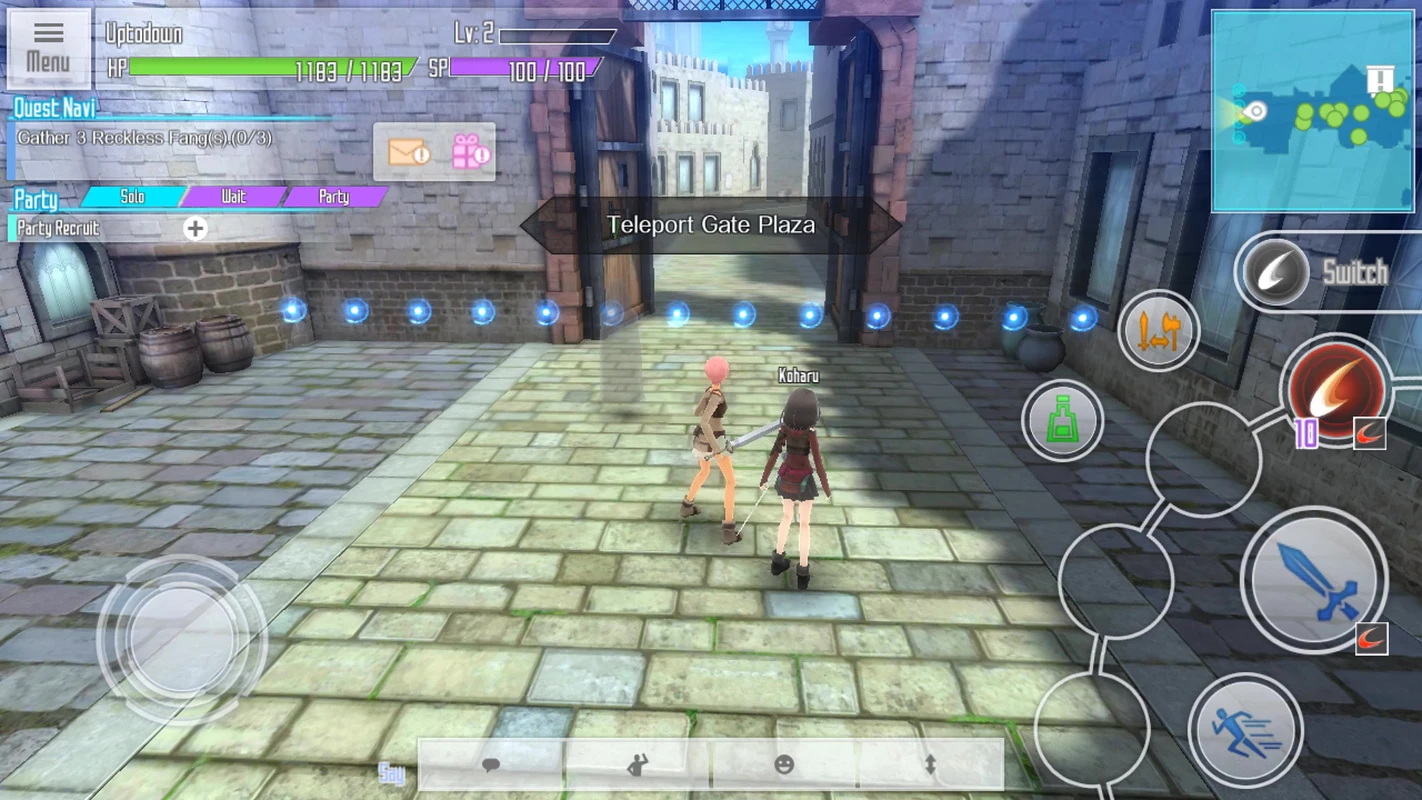 Menu
Uptodown
Lv: 2
HP 1183 / 1183
SP 100 / 100
Quest Navi
Gather 3 Reckless Fang(s).(0/3)
Party
Solo
Wait
Party
Party Recruit
Teleport Gate Plaza
Switch
Koharu
10
Say